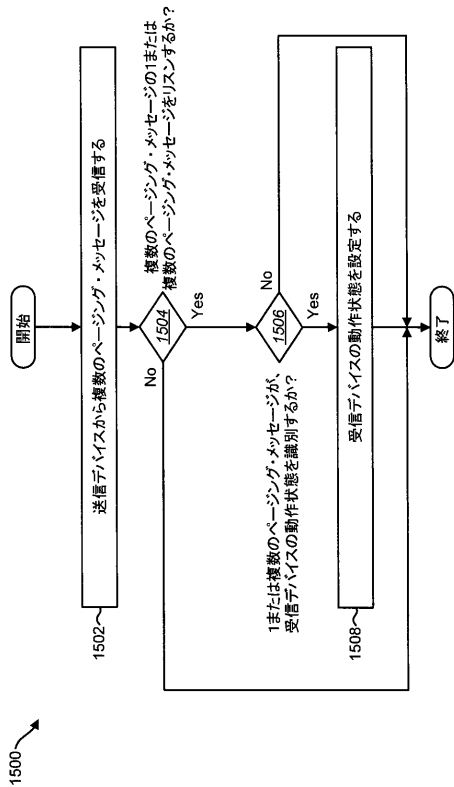 1500
開始
送信デバイスから複数のページング・メッセージを受信する
1502
複数のページング・メッセージの1または
複数のページング・メッセージをリスンするか?
1504
No
Yes
1または複数のページング・メッセージが、
受信デバイスの動作状態を識別するか?
1506
No
Yes
受信デバイスの動作状態を設定する
1508
終了